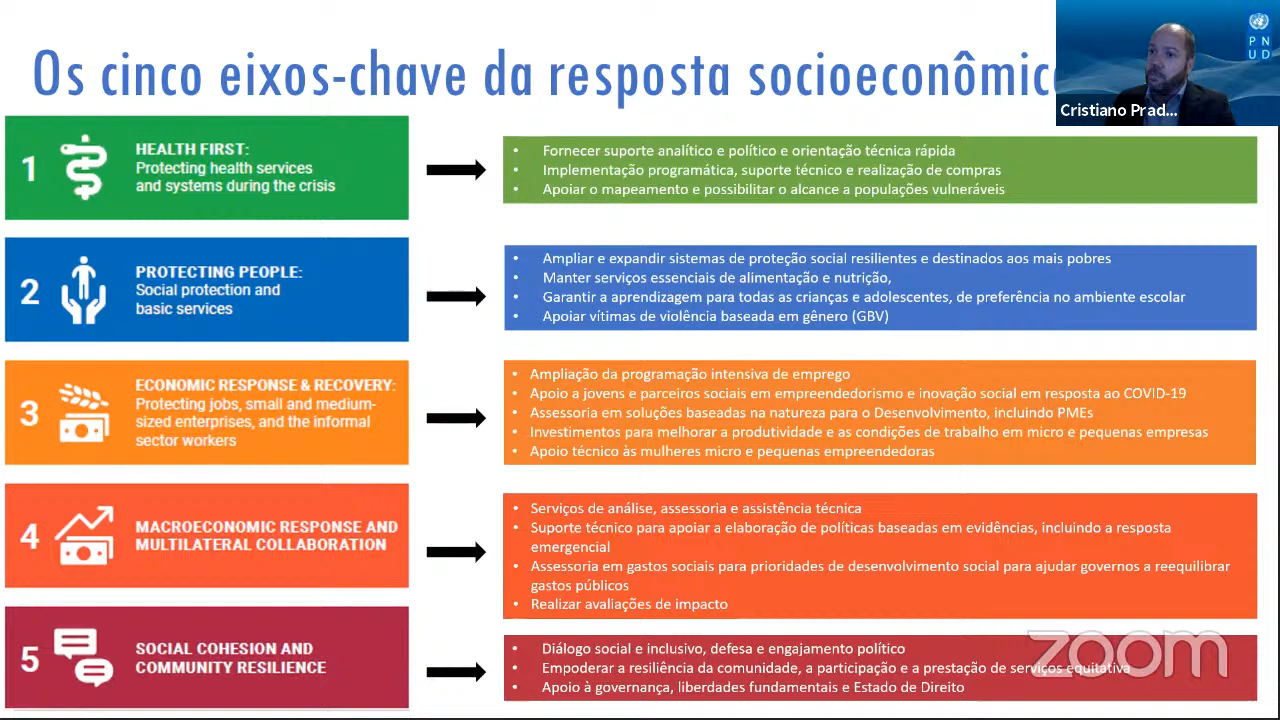 Os cinco eixos-chave da resposta socioeconômic
P N
U D
Cristiano Prad...
1
HEALTH FIRST:
Protecting health services
and systems during the crisis
• Fornecer suporte analítico e político e orientação técnica rápida
• Implementação programática, suporte técnico e realização de compras
• Apoiar o mapeamento e possibilitar o alcance a populações vulneráveis
2
PROTECTING PEOPLE:
Social protection and
basic services
• Ampliar e expandir sistemas de proteção social resilientes e destinados aos mais pobres
• Manter serviços essenciais de alimentação e nutrição,
• Garantir a aprendizagem para todas as crianças e adolescentes, de preferência no ambiente escolar
• Apoiar vítimas de violência baseada em gênero (GBV)
3
ECONOMIC RESPONSE & RECOVERY:
Protecting jobs, small and medium-
sized enterprises, and the informal
sector workers
• Ampliação da programação intensiva de emprego
• Apoio a jovens e parceiros sociais em empreendedorismo e inovação social em resposta ao COVID-19
• Assessoria em soluções baseadas na natureza para o Desenvolvimento, incluindo PMEs
• Investimentos para melhorar a produtividade e as condições de trabalho em micro e pequenas empresas
• Apoio técnico às mulheres micro e pequenas empreendedoras
4
MACROECONOMIC RESPONSE AND
MULTILATERAL COLLABORATION
• Serviços de análise, assessoria e assistência técnica
• Suporte técnico para apoiar a elaboração de políticas baseadas em evidências, incluindo a resposta
emergencial
• Assessoria em gastos sociais para prioridades de desenvolvimento social para ajudar governos a reequilibrar
gastos públicos
• Realizar avaliações de impacto
5
SOCIAL COHESION AND
COMMUNITY RESILIENCE
• Diálogo social e inclusivo, defesa e engajamento político
• Empoderar a resiliência da comunidade, a participação e a prestação de serviços equitativa
• Apoio à governança, liberdades fundamentais e Estado de Direito
zoom